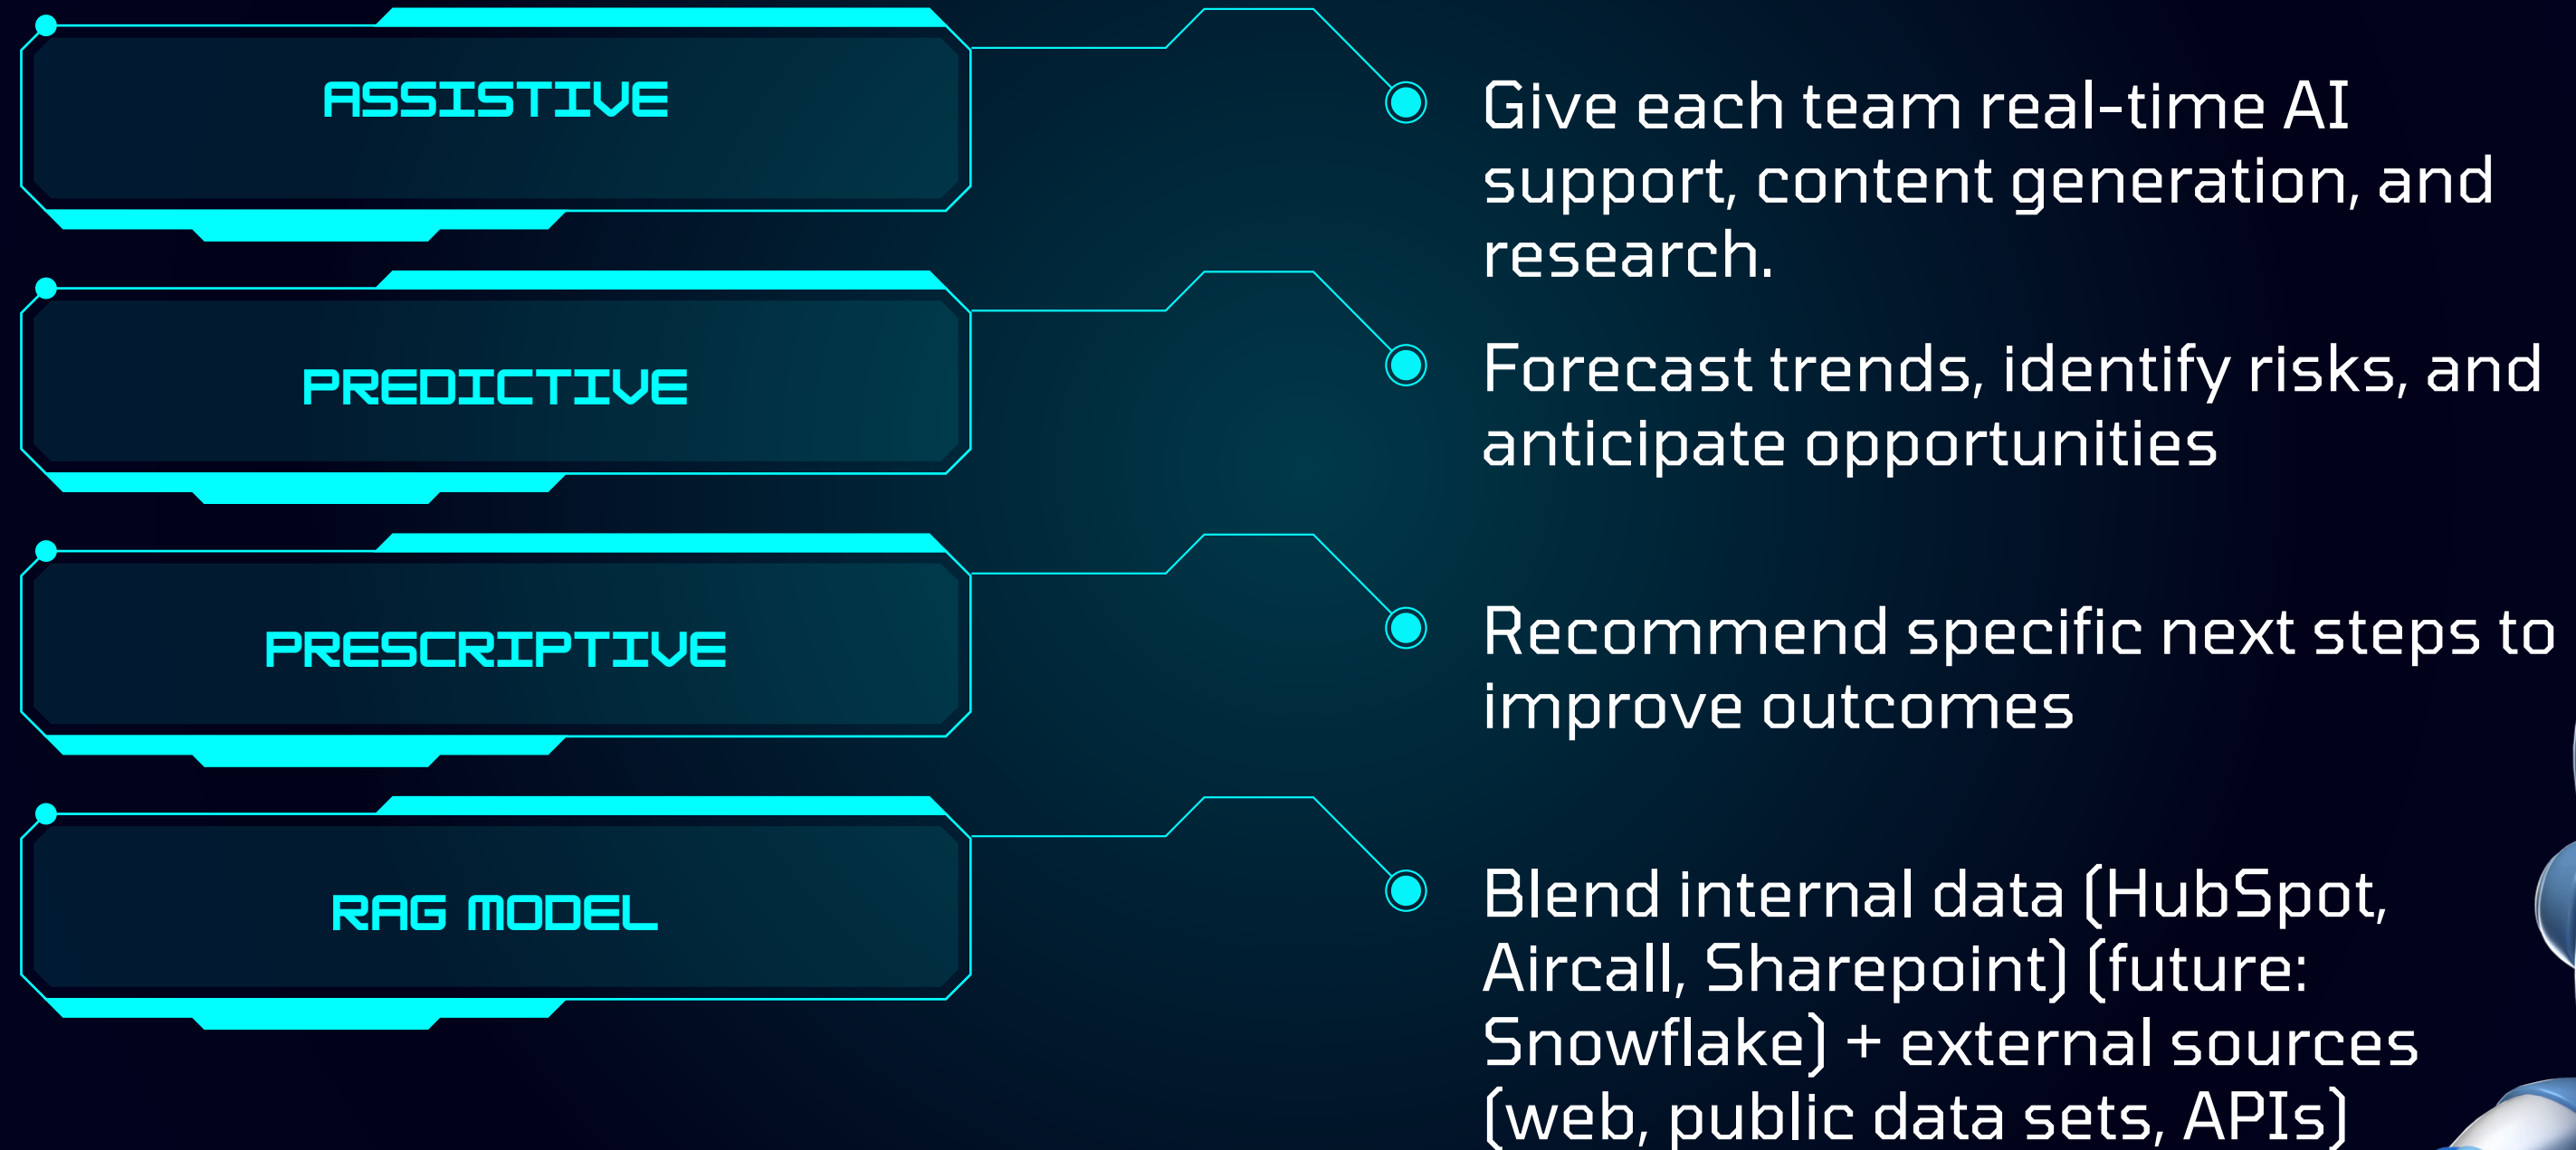 ASSISTIVE
Give each team real-time AI
support, content generation, and
research.
PREDICTIVE
Forecast trends, identify risks, and
anticipate opportunities
PRESCRIPTIVE
Recommend specific next steps to
improve outcomes
RAG MODEL
Blend internal data (HubSpot,
Aircall, Sharepoint) (future:
Snowflake) + external sources
(web, public data sets, APIs)